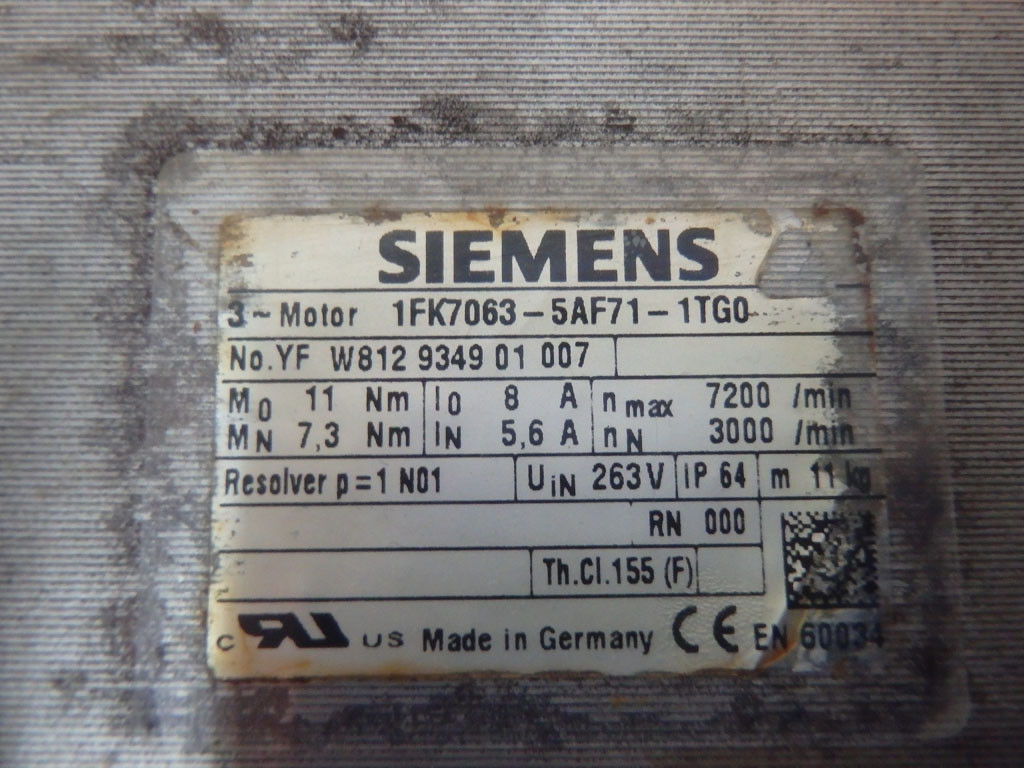 SIEMENS
3~Motor 1FK7063-5AF71-1TG0
No.YF W812 9349 01 007
M0 11 Nm I0 8 A n max 7200 /min
MN 7,3 Nm IN 5,6 A nN 3000 /min
Resolver p=1 N01 UIN 263V IP 64 m 11 kg
RN 000
Th.Cl.155 (F)
c RU US Made in Germany CE EN 60034